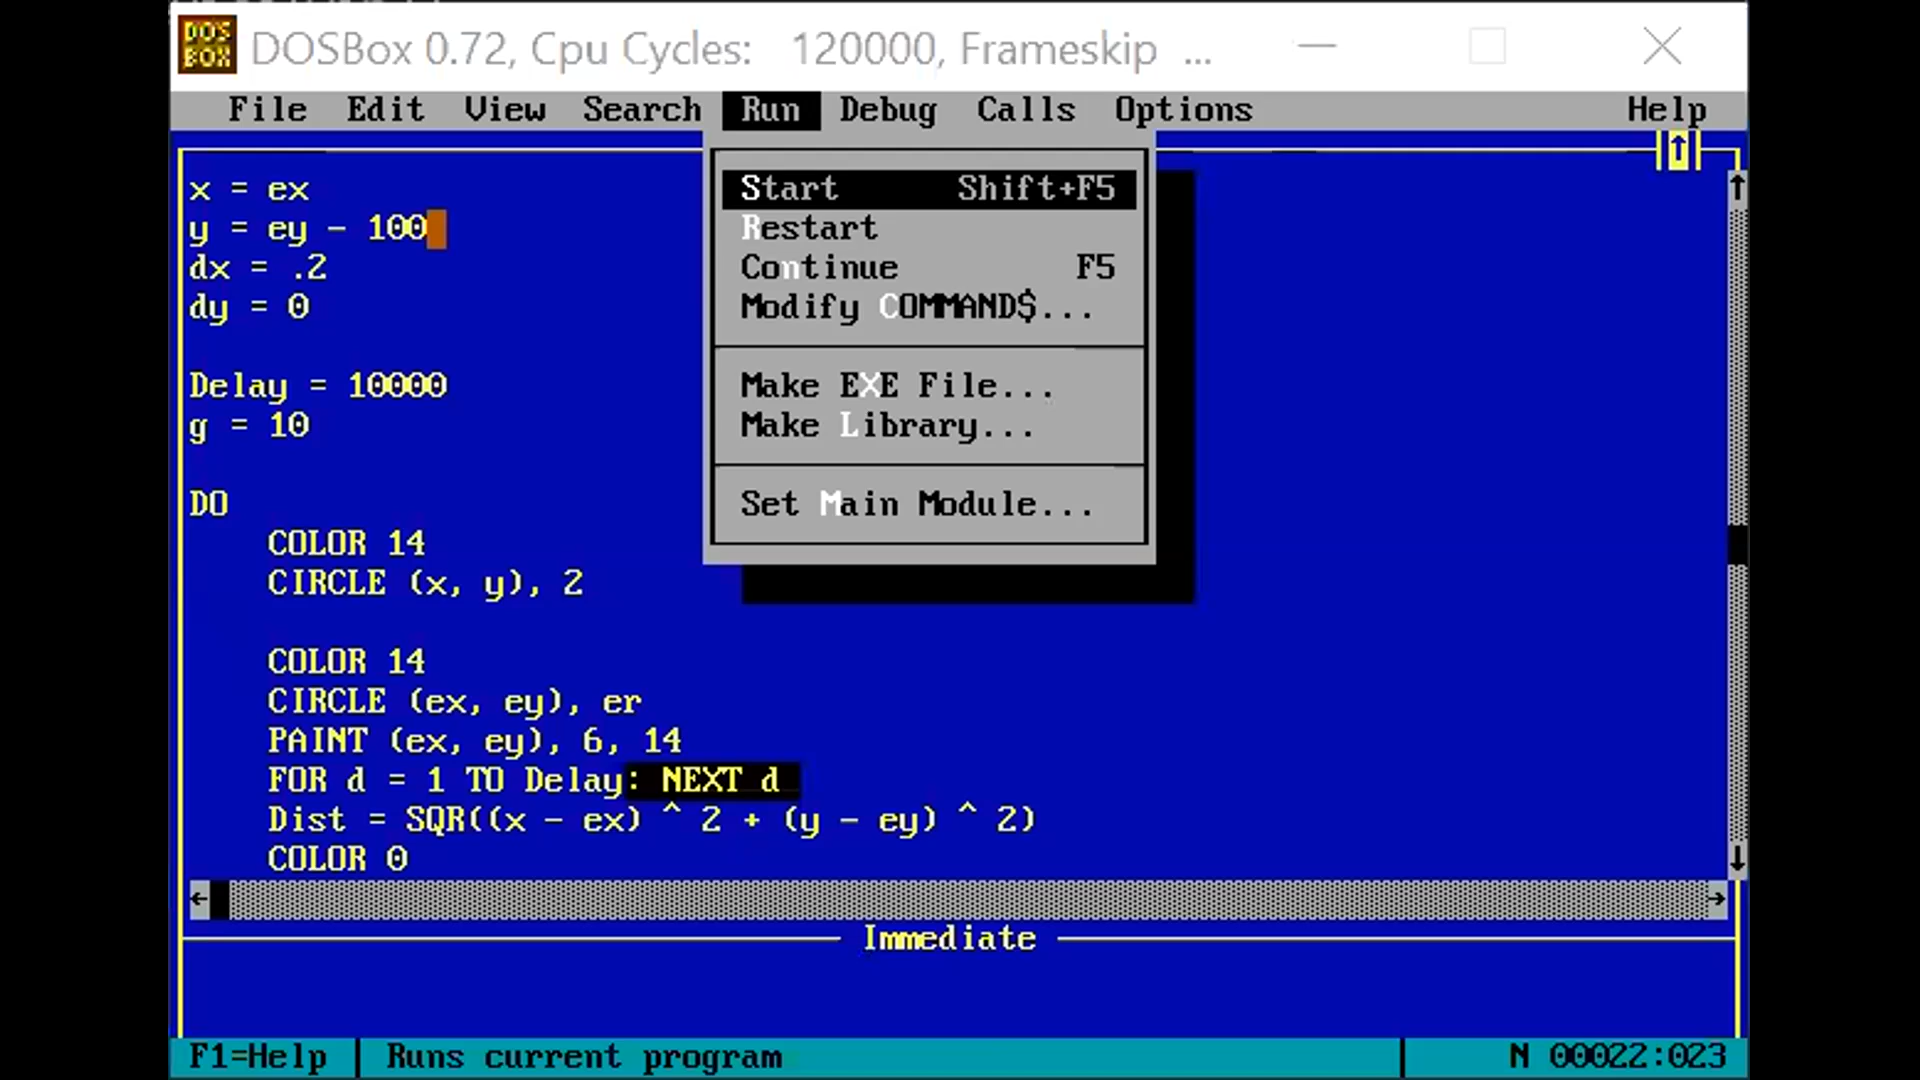 DOS
BOX
DOSBox 0.72, Cpu Cycles: 120000, Frameskip ...
File Edit View Search Run Debug Calls Options Help
x = ex
y = ey - 100
dx = .2
dy = 0
Delay = 10000
g = 10
DO
COLOR 14
CIRCLE (x, y), 2
COLOR 14
CIRCLE (ex, ey), er
PAINT (ex, ey), 6, 14
FOR d = 1 TO Delay: NEXT d
Dist = SQR((x - ex) ^ 2 + (y - ey) ^ 2)
COLOR 0
Start Shift+F5
Restart
Continue F5
Modify COMMAND$...
Make EXE File...
Make Library...
Set Main Module...
Immediate
F1=Help Runs current program N 00022:023